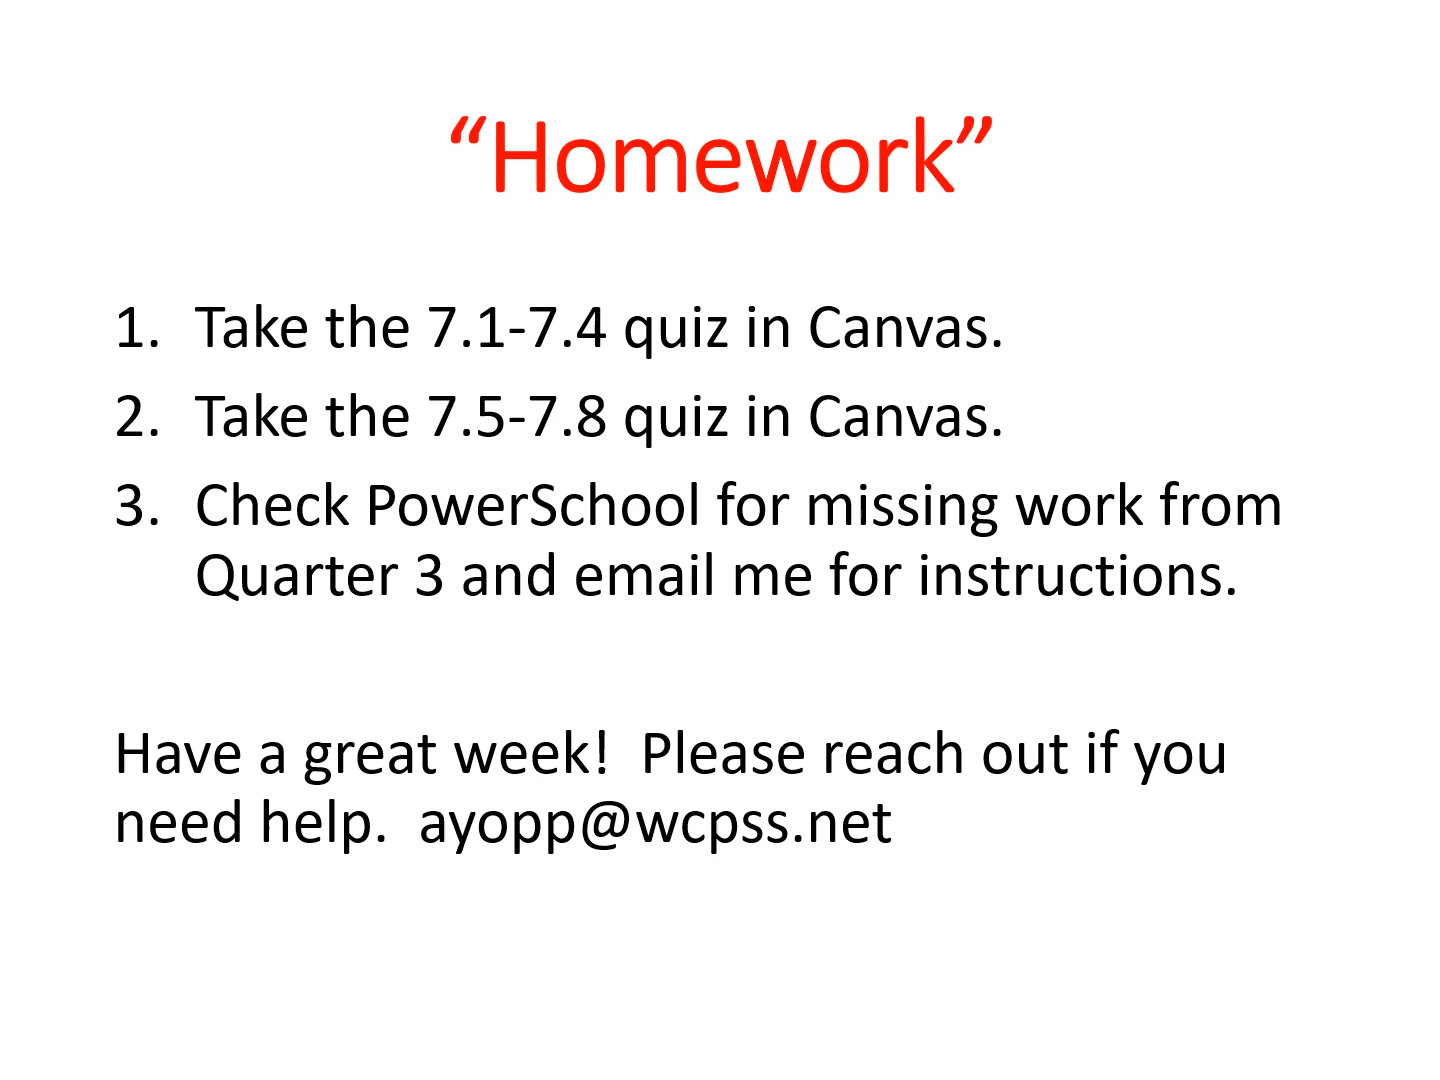 “Homework”
1. Take the 7.1-7.4 quiz in Canvas.
2. Take the 7.5-7.8 quiz in Canvas.
3. Check PowerSchool for missing work from
Quarter 3 and email me for instructions.
Have a great week!  Please reach out if you
need help.  ayopp@wcpss.net